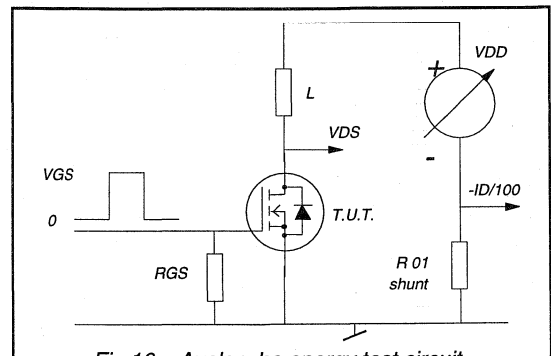 VDD
+
L
VDS
-
VGS
-ID/100
0
T.U.T.
RGS
R 01
shunt